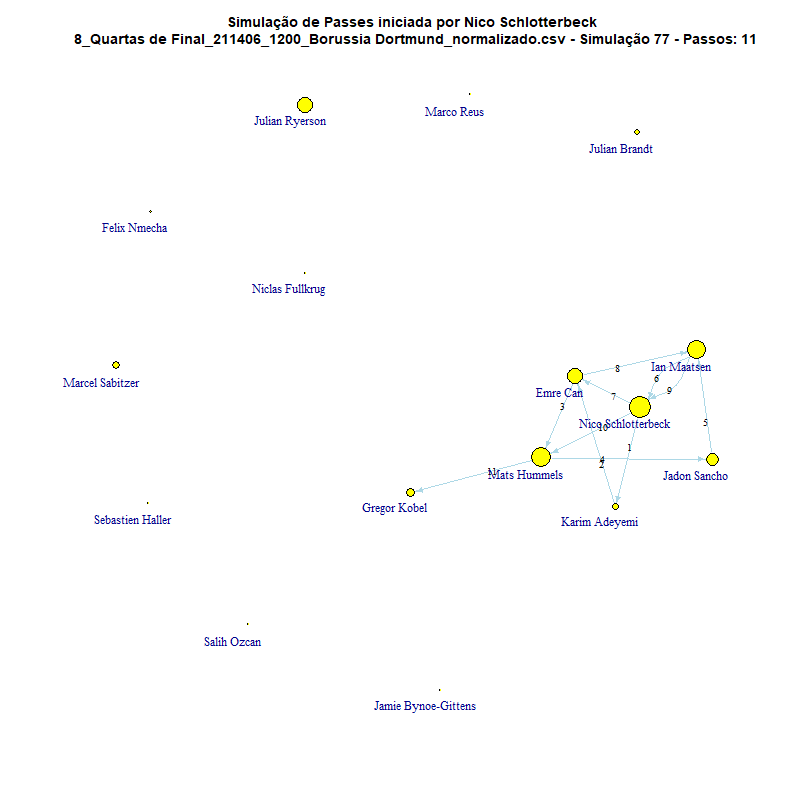 Simulação de Passes iniciada por Nico Schlotterbeck
8_Quartas de Final_211406_1200_Borussia Dortmund_normalizado.csv - Simulação 77 - Passos: 11
Marco Reus
Julian Ryerson
Julian Brandt
Felix Nmecha
Niclas Fullkrug
8
Ian Maatsen
6
Marcel Sabitzer
9
Emre Can
7
3
Nico Schlotterbeck
5
10
1
4
2
Mats Hummels
Jadon Sancho
Gregor Kobel
Sebastien Haller
Karim Adeyemi
Salih Ozcan
Jamie Bynoe-Gittens